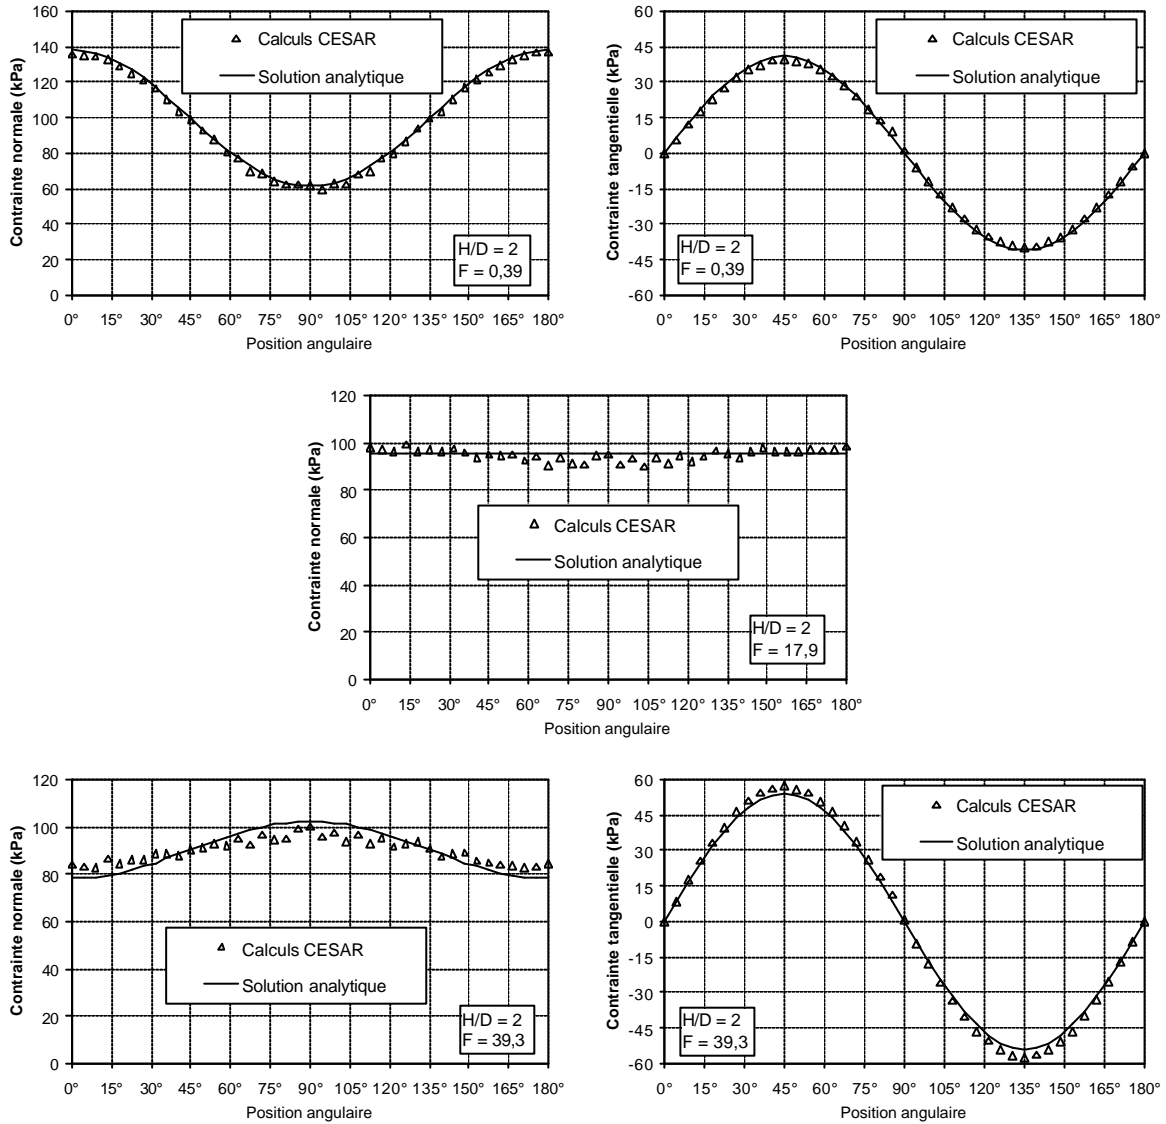 Contrainte normale (kPa)
160
140
120
100
80
60
40
20
0
Calculs CESAR
Solution analytique
H/D = 2
F = 0,39
0° 15° 30° 45° 60° 75° 90° 105° 120° 135° 150° 165° 180°
Position angulaire
Contrainte tangentielle (kPa)
60
45
30
15
0
-15
-30
-45
-60
Calculs CESAR
Solution analytique
H/D = 2
F = 0,39
0° 15° 30° 45° 60° 75° 90° 105° 120° 135° 150° 165° 180°
Position angulaire
Contrainte normale (kPa)
120
100
80
60
40
20
0
Calculs CESAR
Solution analytique
H/D = 2
F = 17,9
0° 15° 30° 45° 60° 75° 90° 105° 120° 135° 150° 165° 180°
Position angulaire
Contrainte normale (kPa)
120
100
80
60
40
20
0
Calculs CESAR
Solution analytique
H/D = 2
F = 39,3
0° 15° 30° 45° 60° 75° 90° 105° 120° 135° 150° 165° 180°
Position angulaire
Contrainte tangentielle (kPa)
60
45
30
15
0
-15
-30
-45
-60
Calculs CESAR
Solution analytique
H/D = 2
F = 39,3
0° 15° 30° 45° 60° 75° 90° 105° 120° 135° 150° 165° 180°
Position angulaire